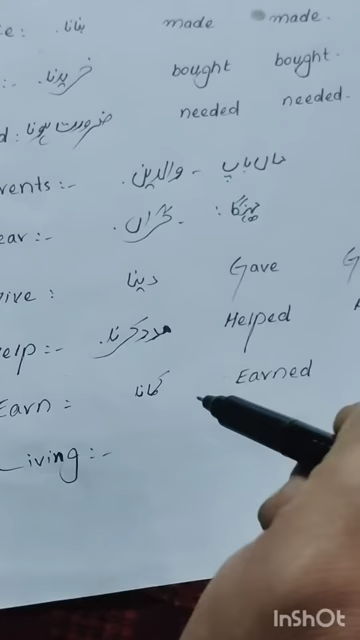 e: بنانا. made made.
:- خریدنا. bought bought.
d: ضرورت ہونا needed needed.
rents:- والدین. - ماں باپ
ear:- گراں. - مہنگا:
ive: دینا Gave G
elp:- مدد کرنا. Helped H
Earn: کمانا Earned
Living:-
InShOt